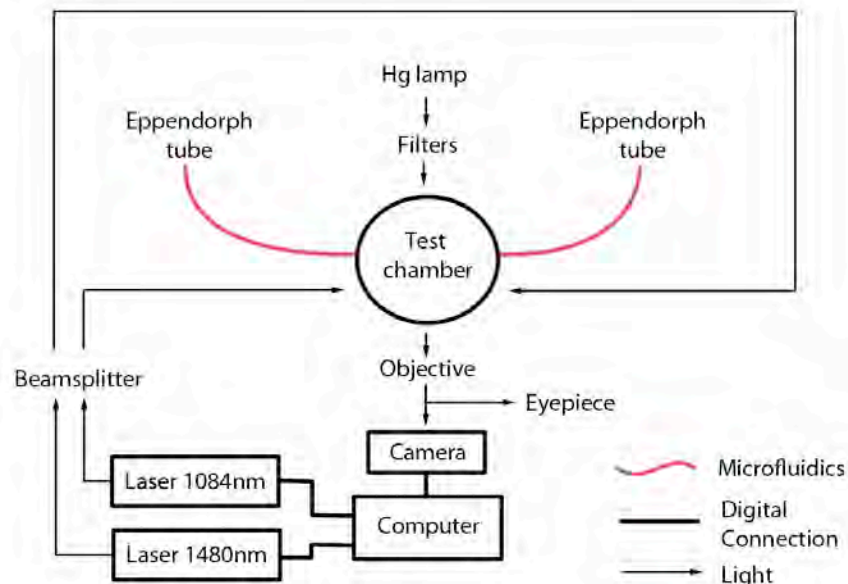 Hg lamp
Eppendorph
tube
Filters
Eppendorph
tube
Test
chamber
Objective
Beamsplitter
Eyepiece
Camera
Laser 1084nm
Microfluidics
Computer
Digital
Connection
Laser 1480nm
Light